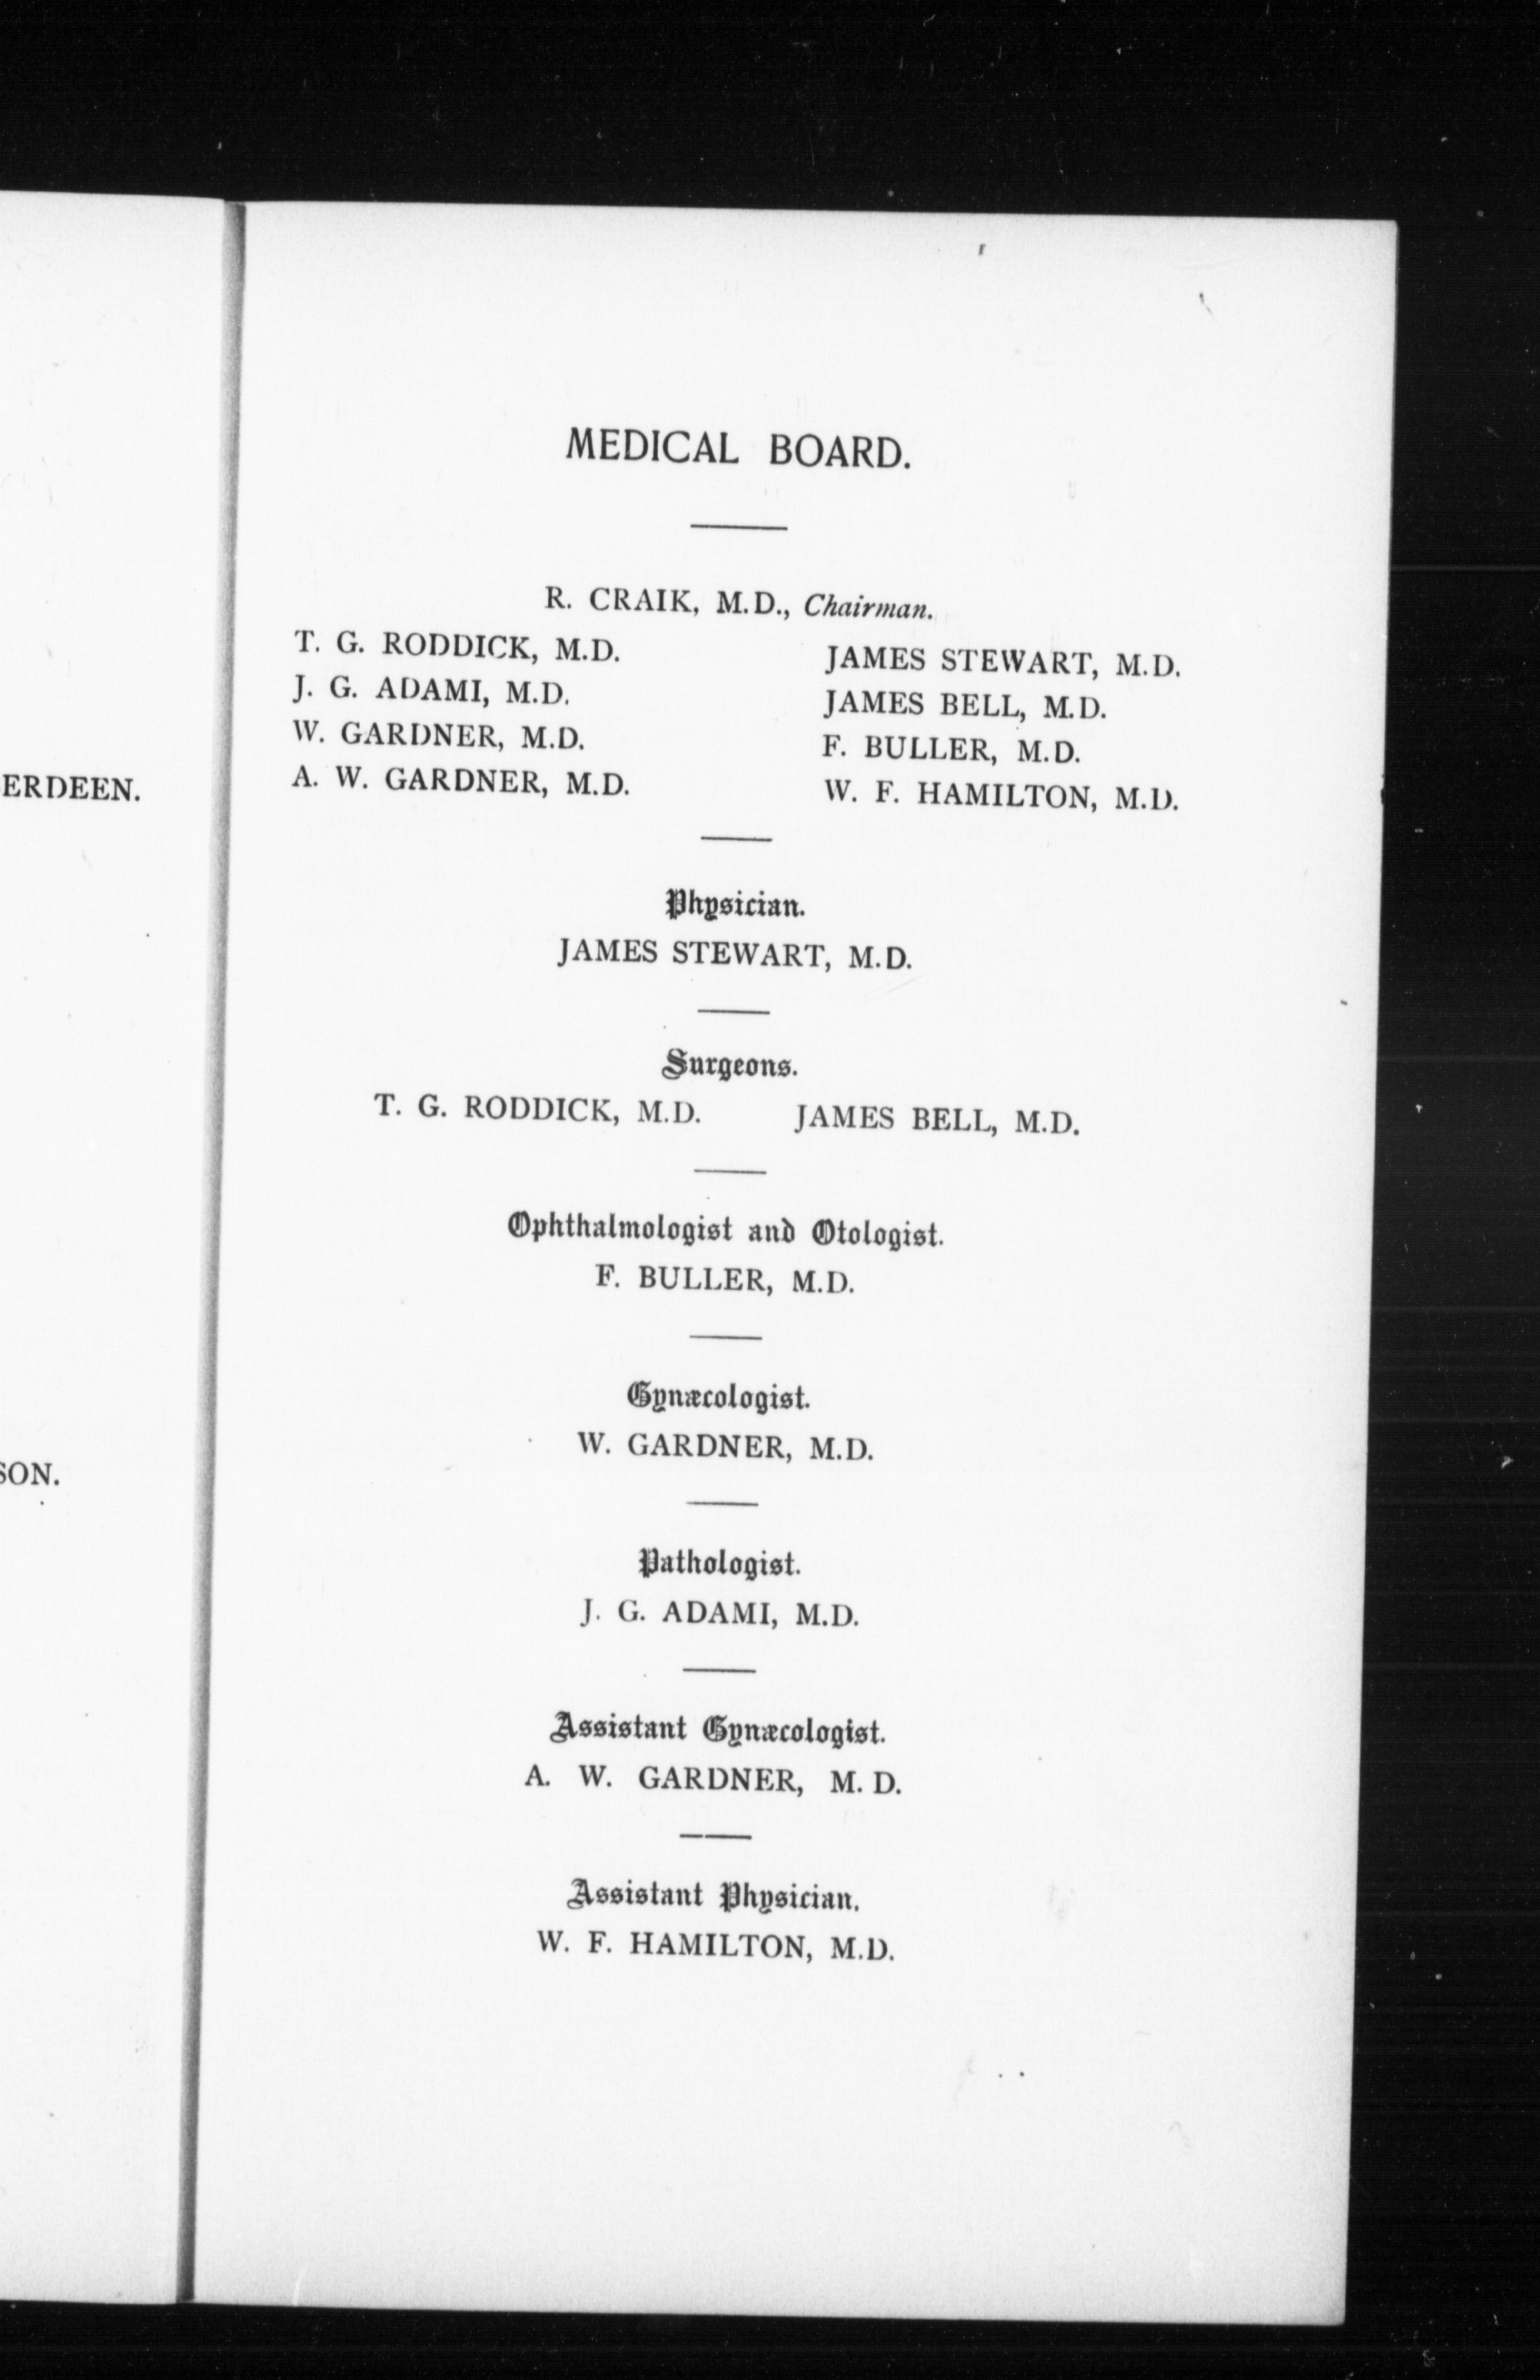 ERDEEN.
SON.
MEDICAL BOARD.
R. CRAIK, M.D., Chairman.
T. G. RODDICK, M.D. JAMES STEWART, M.D.
J. G. ADAMI, M.D. JAMES BELL, M.D.
W. GARDNER, M.D. F. BULLER, M.D.
A. W. GARDNER, M.D. W. F. HAMILTON, M.D.
Physician.
JAMES STEWART, M.D.
Surgeons.
T. G. RODDICK, M.D. JAMES BELL, M.D.
Ophthalmologist and Otologist.
F. BULLER, M.D.
Gynæcologist.
W. GARDNER, M.D.
Pathologist.
J. G. ADAMI, M.D.
Assistant Gynæcologist.
A. W. GARDNER, M. D.
Assistant Physician.
W. F. HAMILTON, M.D.